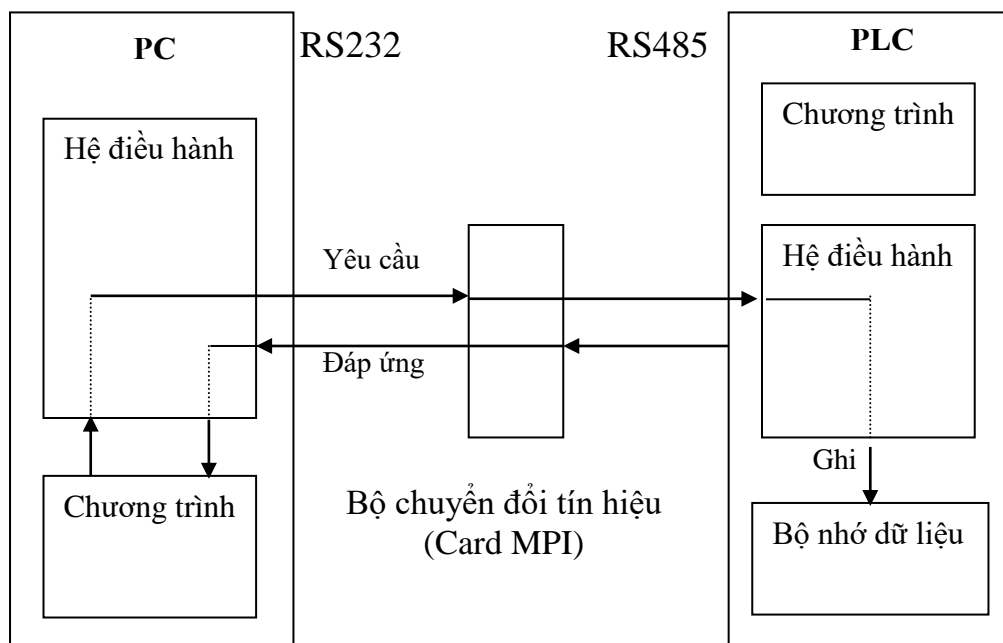 PC
RS232
RS485
PLC
Hệ điều hành
Chương trình
Yêu cầu
Hệ điều hành
Đáp ứng
Ghi
Chương trình
Bộ chuyển đổi tín hiệu
(Card MPI)
Bộ nhớ dữ liệu